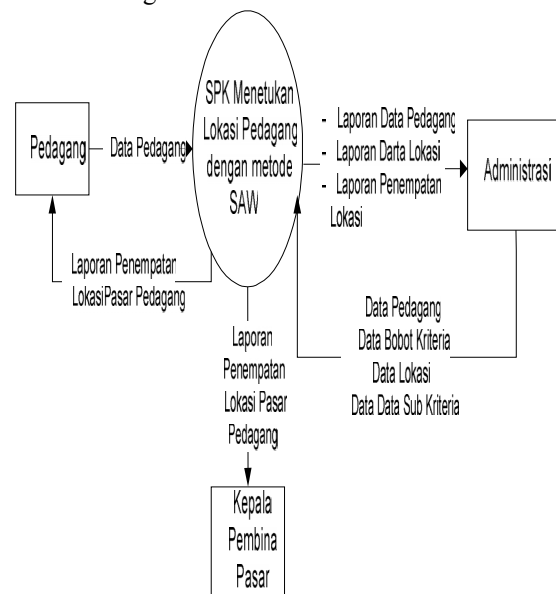 SPK Menetukan
Lokasi Pedagang
dengan metode
SAW
Pedagang
Data Pedagang
- Laporan Data Pedagang
- Laporan Darta Lokasi
- Laporan Penempatan
Lokasi
Administrasi
Laporan Penempatan
LokasiPasar Pedagang
Data Pedagang
Data Bobot Kriteria
Data Lokasi
Data Data Sub Kriteria
Laporan
Penempatan
Lokasi Pasar
Pedagang
Kepala
Pembina
Pasar